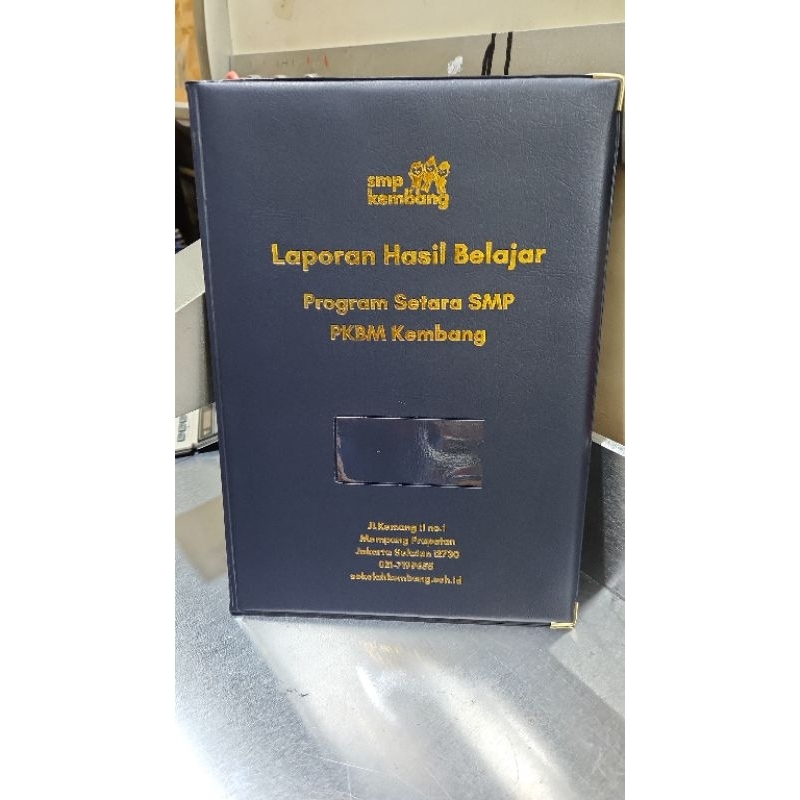 smp
kembang
Laporan Hasil Belajar
Program Setara SMP
PKBM Kembang
Jl.Kemang II no.1
Mampang Prapatan
Jakarta Selatan 12730
sekolahkembang.sch.id